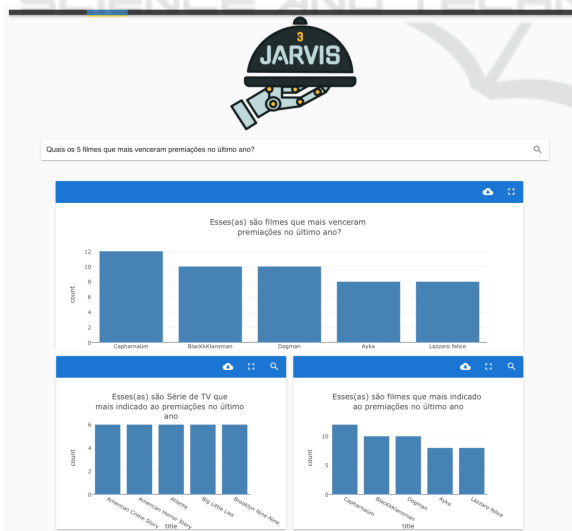 SCIENCE AND TECHN
3
JARVIS
Quais os 5 filmes que mais venceram premiações no último ano?
Esses(as) são filmes que mais venceram
premiações no último ano?
count
12
10
8
6
4
2
0
Capharnaüm
BlacKkKlansman
Dogman
Ayka
Lazzaro felice
Esses(as) são Série de TV que
mais indicado ao premiações no último
ano
count
6
4
2
0
American Crime Story
American Horror Story
Atlanta
Big Little Lies
Brooklyn Nine-Nine
title
Esses(as) são filmes que mais indicado
ao premiações no último ano
count
10
5
0
Capharnaüm
BlacKkKlansman
Dogman
Ayka
Lazzaro felice
title